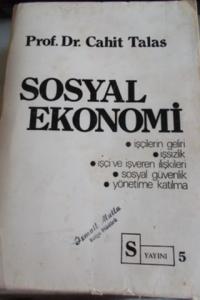 Prof. Dr. Cahit Talas
SOSYAL
EKONOMİ
• işçilerin geliri
• işsizlik
• işçi ve işveren ilişkileri
• sosyal güvenlik
• yönetime katılma
S
YAYINI 5